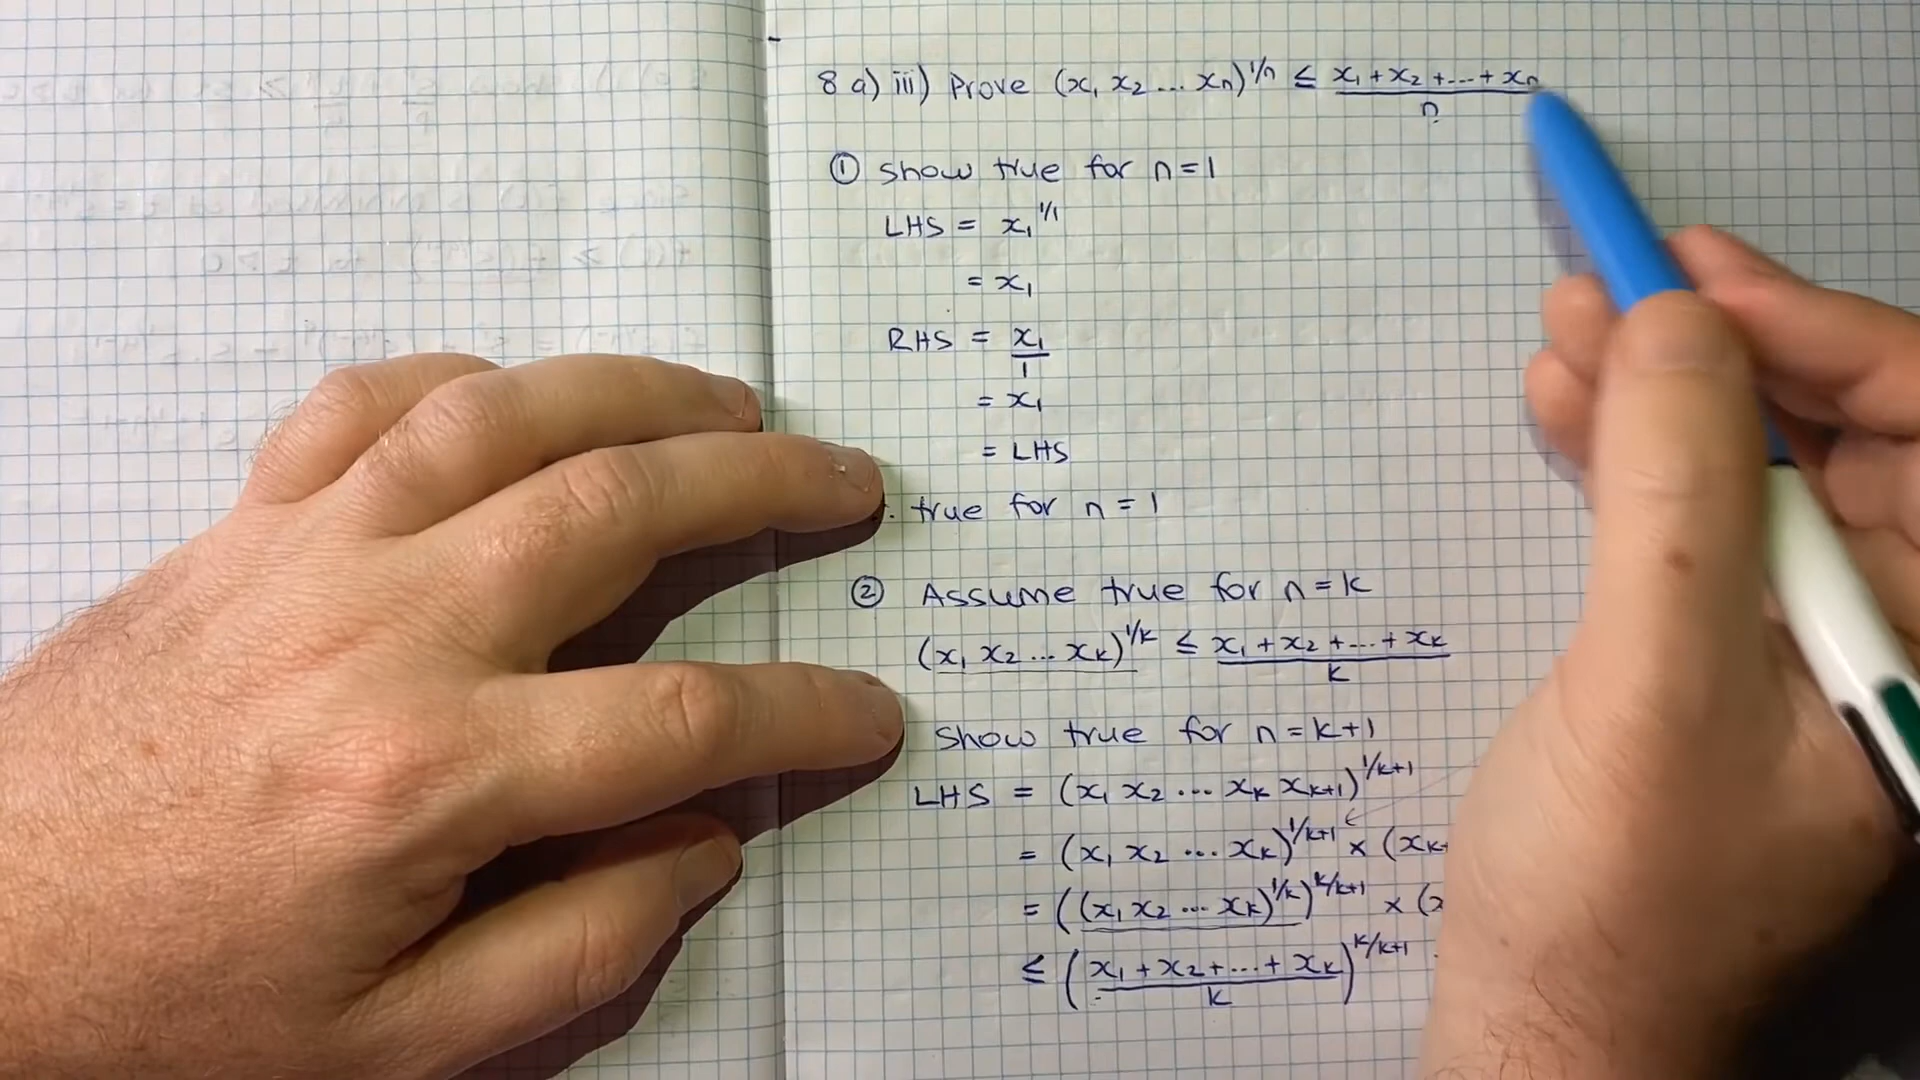 8 a) iii) Prove (x₁ x₂ ... xₙ)^1/n ≤ x₁ + x₂ + ... + xₙ / n
① show true for n = 1
LHS = x₁^1/1
= x₁
RHS = x₁ / 1
= x₁
= LHS
true for n = 1
② Assume true for n = k
(x₁ x₂ ... xₖ)^1/k ≤ x₁ + x₂ + ... + xₖ / k
show true for n = k+1
LHS = (x₁ x₂ ... xₖ xₖ₊₁)^1/k+1
= (x₁ x₂ ... xₖ)^1/k+1 × (xₖ
= ((x₁ x₂ ... xₖ)^1/k)^k/k+1 × (
≤ (x₁ + x₂ + ... + xₖ / k)^k/k+1